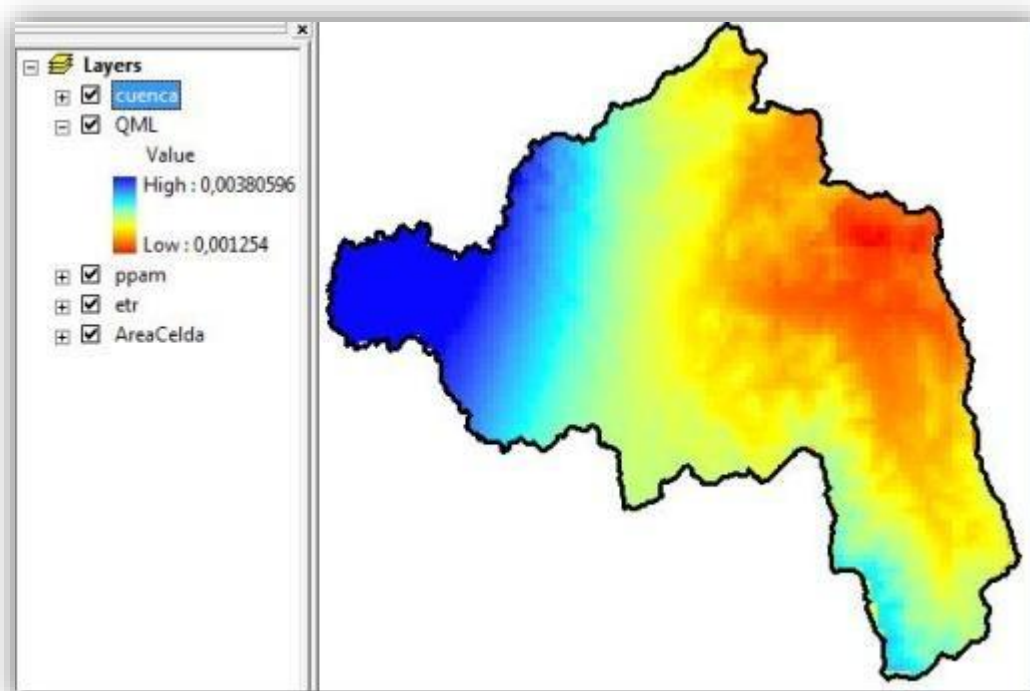 Layers
cuenca
QML
Value
High : 0,00380596
Low : 0,001254
ppam
etr
AreaCelda